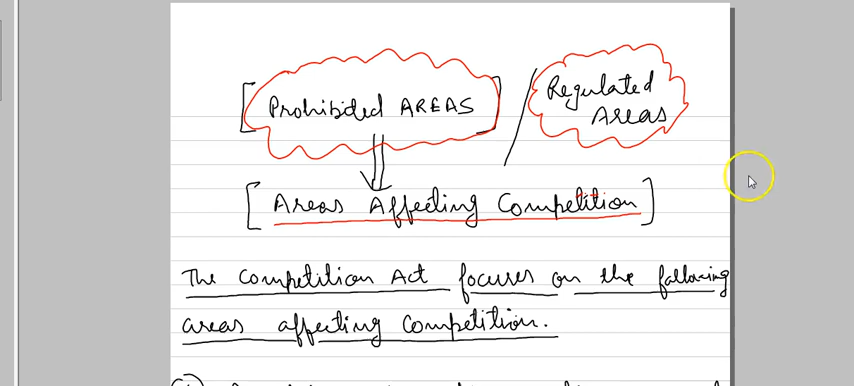 [Prohibited AREAS] / Regulated AREAS
[Areas Affecting Competition]
The Competition Act focuses on the following
areas affecting Competition.